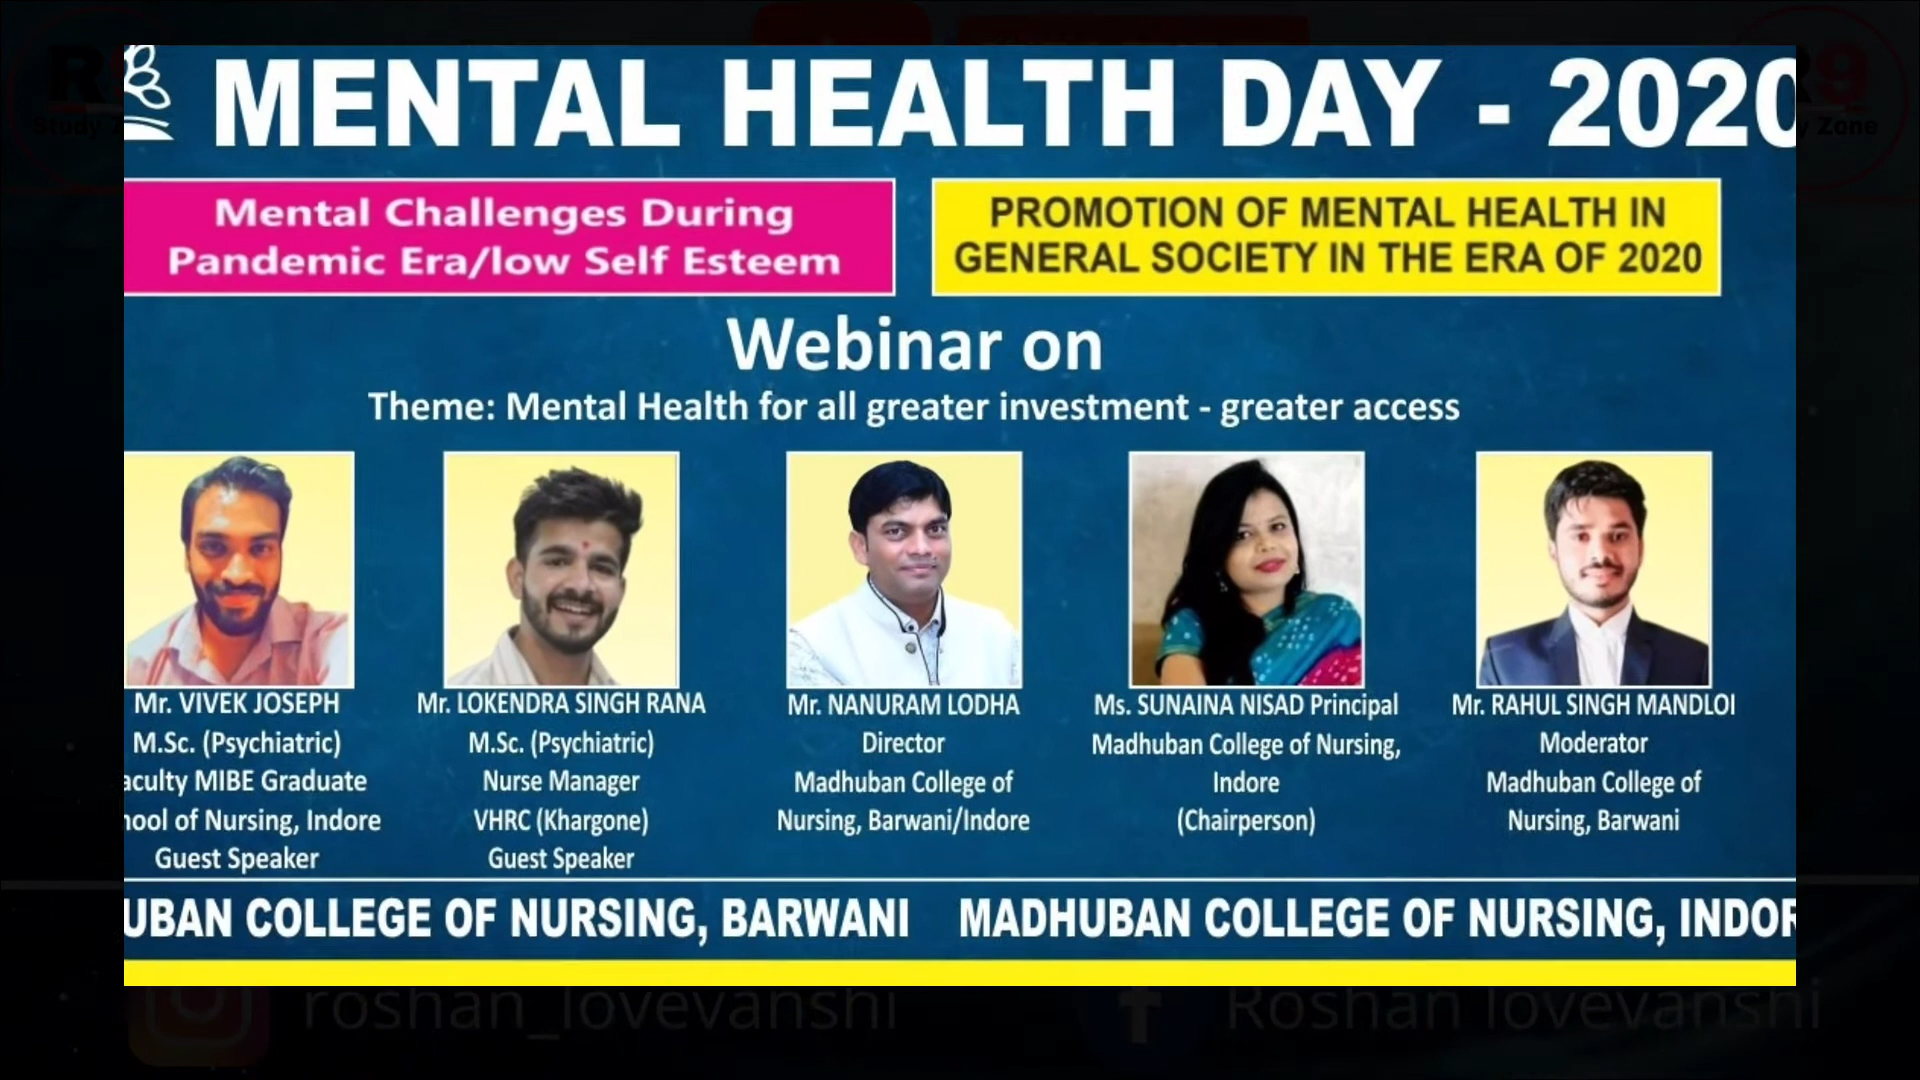 MENTAL HEALTH DAY - 2020
Mental Challenges During
Pandemic Era/low Self Esteem
PROMOTION OF MENTAL HEALTH IN
GENERAL SOCIETY IN THE ERA OF 2020
Webinar on
Theme: Mental Health for all greater investment - greater access
Mr. VIVEK JOSEPH
M.Sc. (Psychiatric)
aculty MIBE Graduate
hool of Nursing, Indore
Guest Speaker
Mr. LOKENDRA SINGH RANA
M.Sc. (Psychiatric)
Nurse Manager
VHRC (Khargone)
Guest Speaker
Mr. NANURAM LODHA
Director
Madhuban College of
Nursing, Barwani/Indore
Ms. SUNAINA NISAD Principal
Madhuban College of Nursing,
Indore
(Chairperson)
Mr. RAHUL SINGH MANDLOI
Moderator
Madhuban College of
Nursing, Barwani
UBAN COLLEGE OF NURSING, BARWANI
MADHUBAN COLLEGE OF NURSING, INDOR
roshan_lovevanshi
Roshan lovevanshi